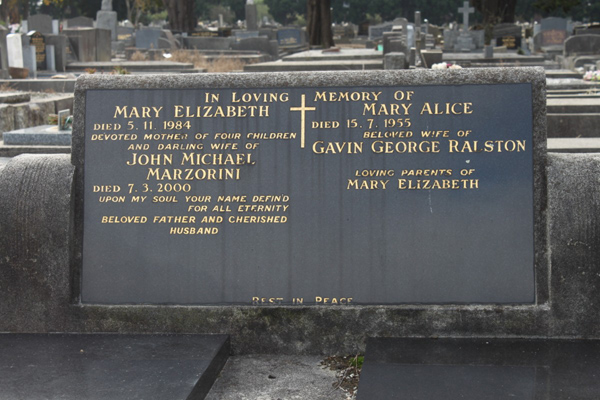 In Loving Memory of
Mary Elizabeth
DIED 5. 11. 1984
DEVOTED MOTHER OF FOUR CHILDREN
AND DARLING WIFE OF
John Michael
Marzorini
DIED 7. 3. 2000
UPON MY SOUL YOUR NAME DEFIN'D
FOR ALL ETERNITY
BELOVED FATHER AND CHERISHED
HUSBAND
Mary Alice
DIED 15. 7. 1955
BELOVED WIFE OF
Gavin George Ralston
LOVING PARENTS OF
Mary Elizabeth
Rest in Peace